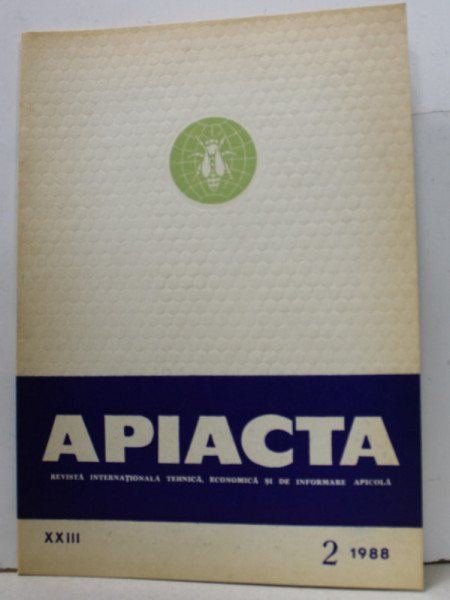 APIACTA
REVISTĂ INTERNAȚIONALĂ TEHNICĂ, ECONOMICĂ ȘI DE INFORMARE APICOLĂ
XXIII 2 1988